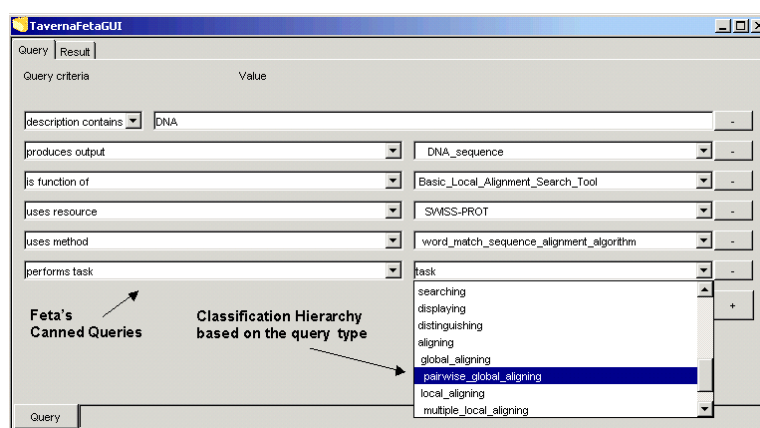 TavernaFetaGUI
Query Result
Query criteria Value
description contains DNA -
produces output DNA_sequence -
is function of Basic_Local_Alignment_Search_Tool -
uses resource SWISS-PROT -
uses method word_match_sequence_alignment_algorithm -
performs task task -
searching
displaying
distinguishing
aligning
global_aligning
pairwise_global_aligning
local_aligning
multiple_local_aligning
+
Feta's
Canned Queries
Classification Hierarchy
based on the query type
Query